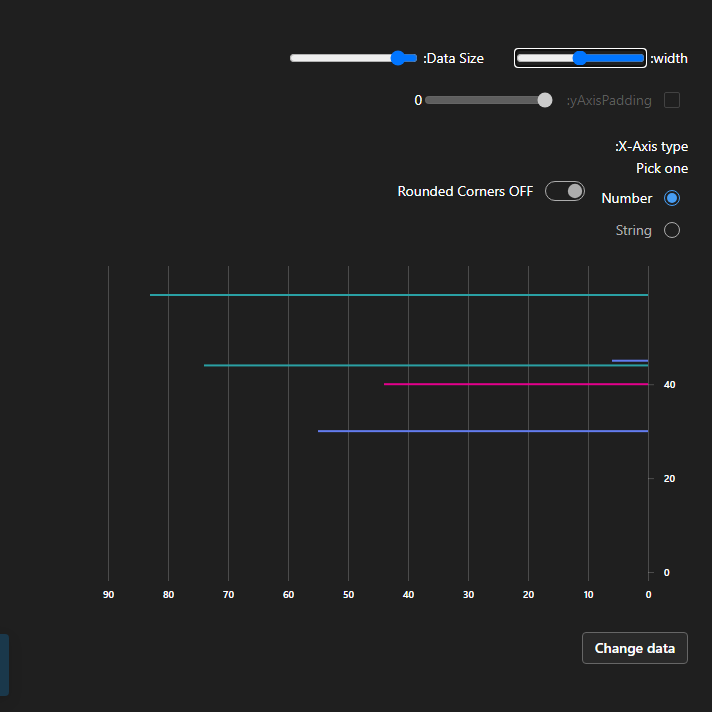 :width
:Data Size
:yAxisPadding
0
:X-Axis type
Pick one
Number
Rounded Corners OFF
String
40
20
0
90 80 70 60 50 40 30 20 10 0
Change data